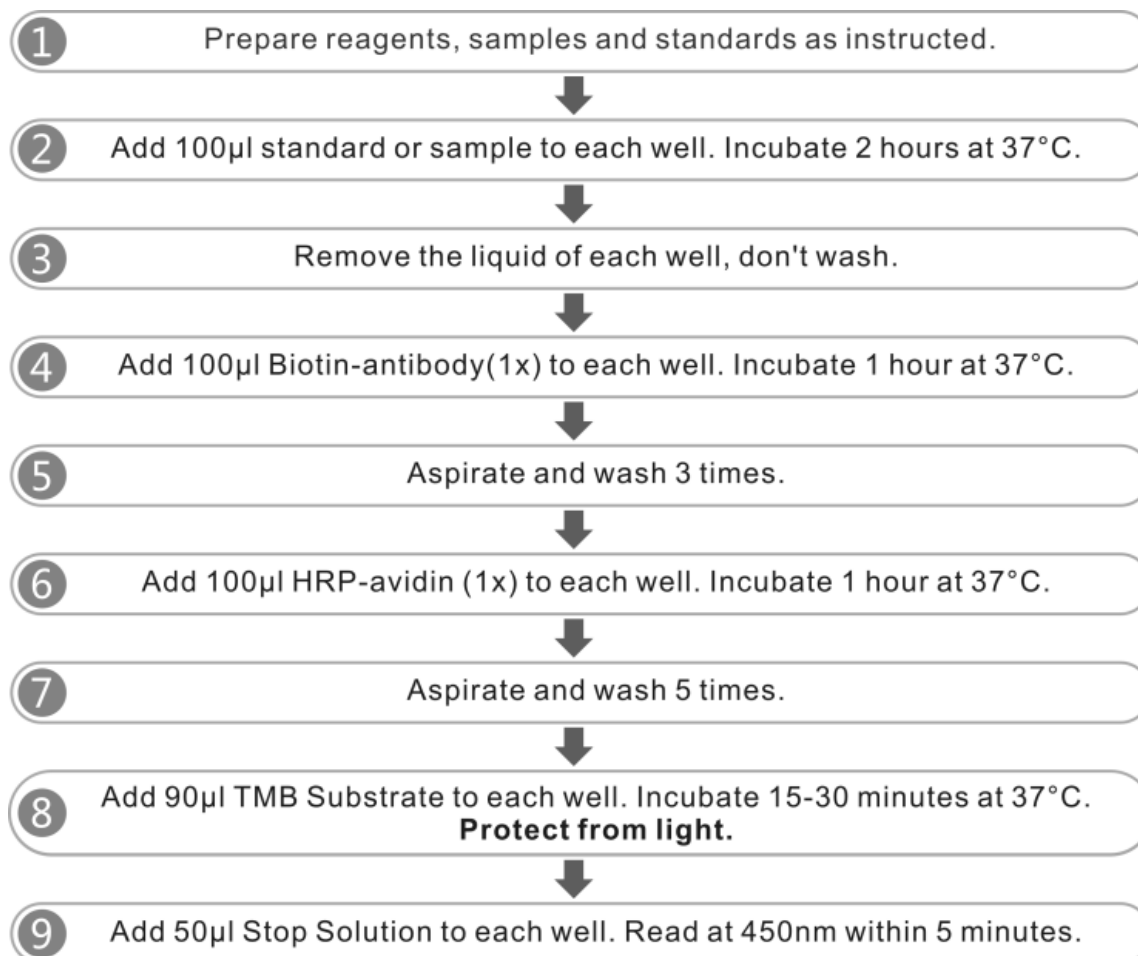 1 Prepare reagents, samples and standards as instructed.
2 Add 100µl standard or sample to each well. Incubate 2 hours at 37°C.
3 Remove the liquid of each well, don't wash.
4 Add 100µl Biotin-antibody(1x) to each well. Incubate 1 hour at 37°C.
5 Aspirate and wash 3 times.
6 Add 100µl HRP-avidin (1x) to each well. Incubate 1 hour at 37°C.
7 Aspirate and wash 5 times.
8 Add 90µl TMB Substrate to each well. Incubate 15-30 minutes at 37°C.
Protect from light.
9 Add 50µl Stop Solution to each well. Read at 450nm within 5 minutes.